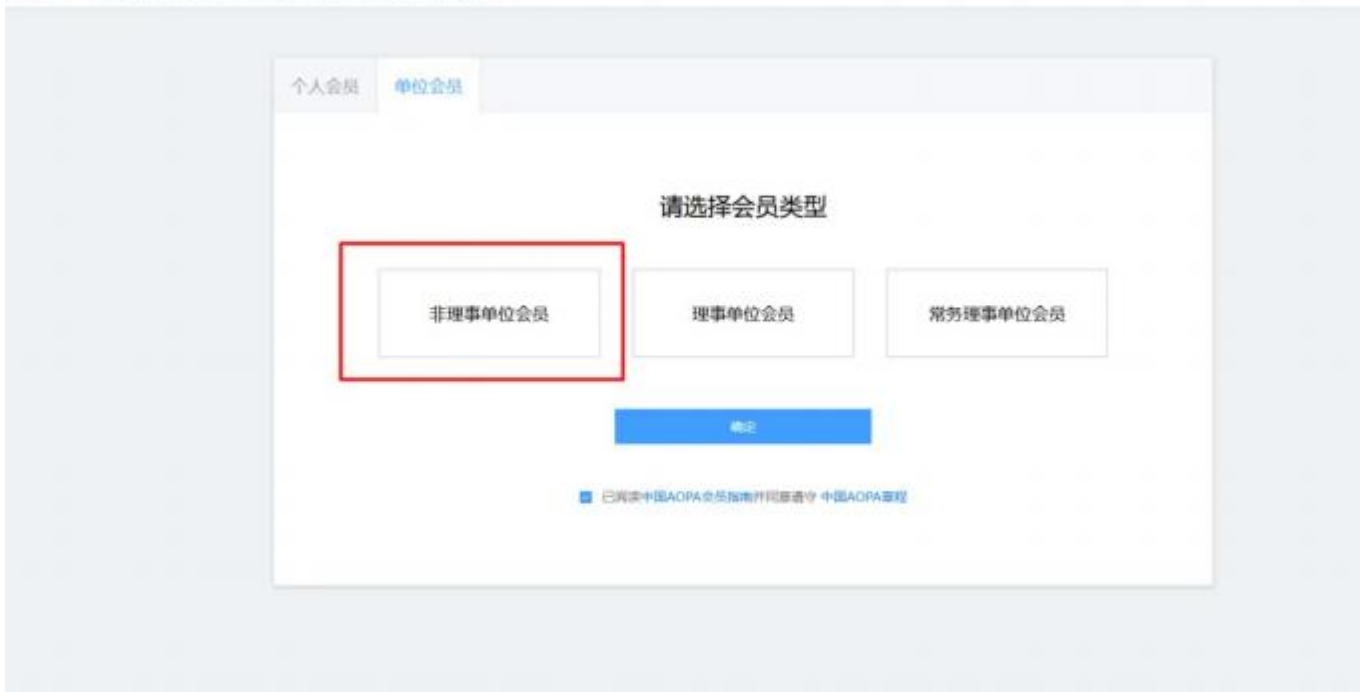 个人会员 单位会员
请选择会员类型
非理事单位会员 理事单位会员 常务理事单位会员
确定
已阅读中国AOPA会员指南并同意遵守 中国AOPA章程